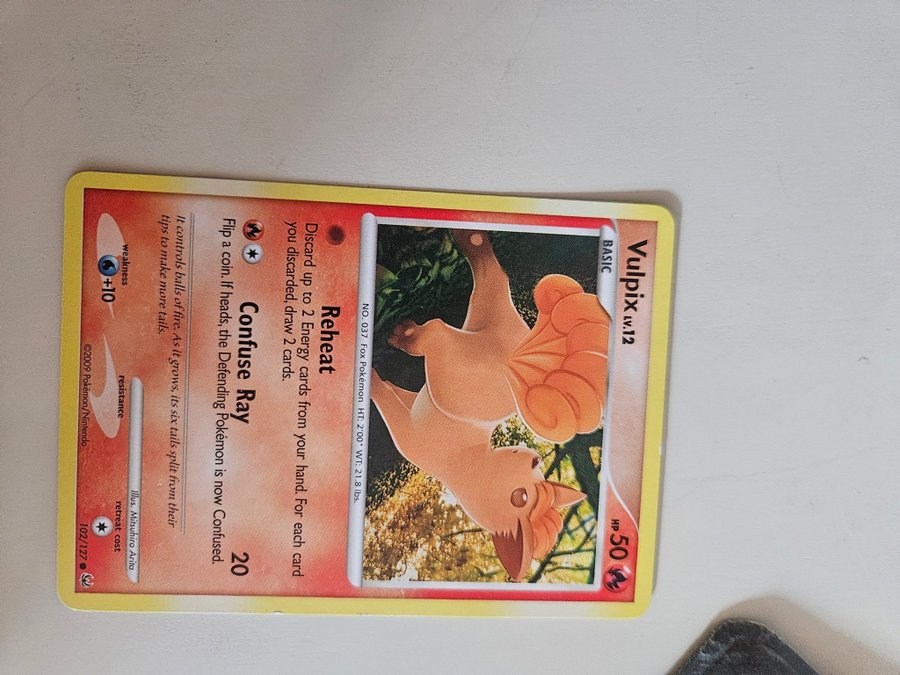 BASIC
Vulpix LV.12
HP 50
NO. 037 Fox Pokémon HT: 2'00" WT: 21.8 lbs.
Reheat
Discard up to 2 Energy cards from your hand. For each card
you discarded, draw 2 cards.
Confuse Ray 20
Flip a coin. If heads, the Defending Pokémon is now Confused.
It controls balls of fire. As it grows, its six tails split from their
tips to make more tails.
Illus. Mitsuhiro Arita
weakness
+10
resistance
retreat cost
©2009 Pokémon/Nintendo
102/127